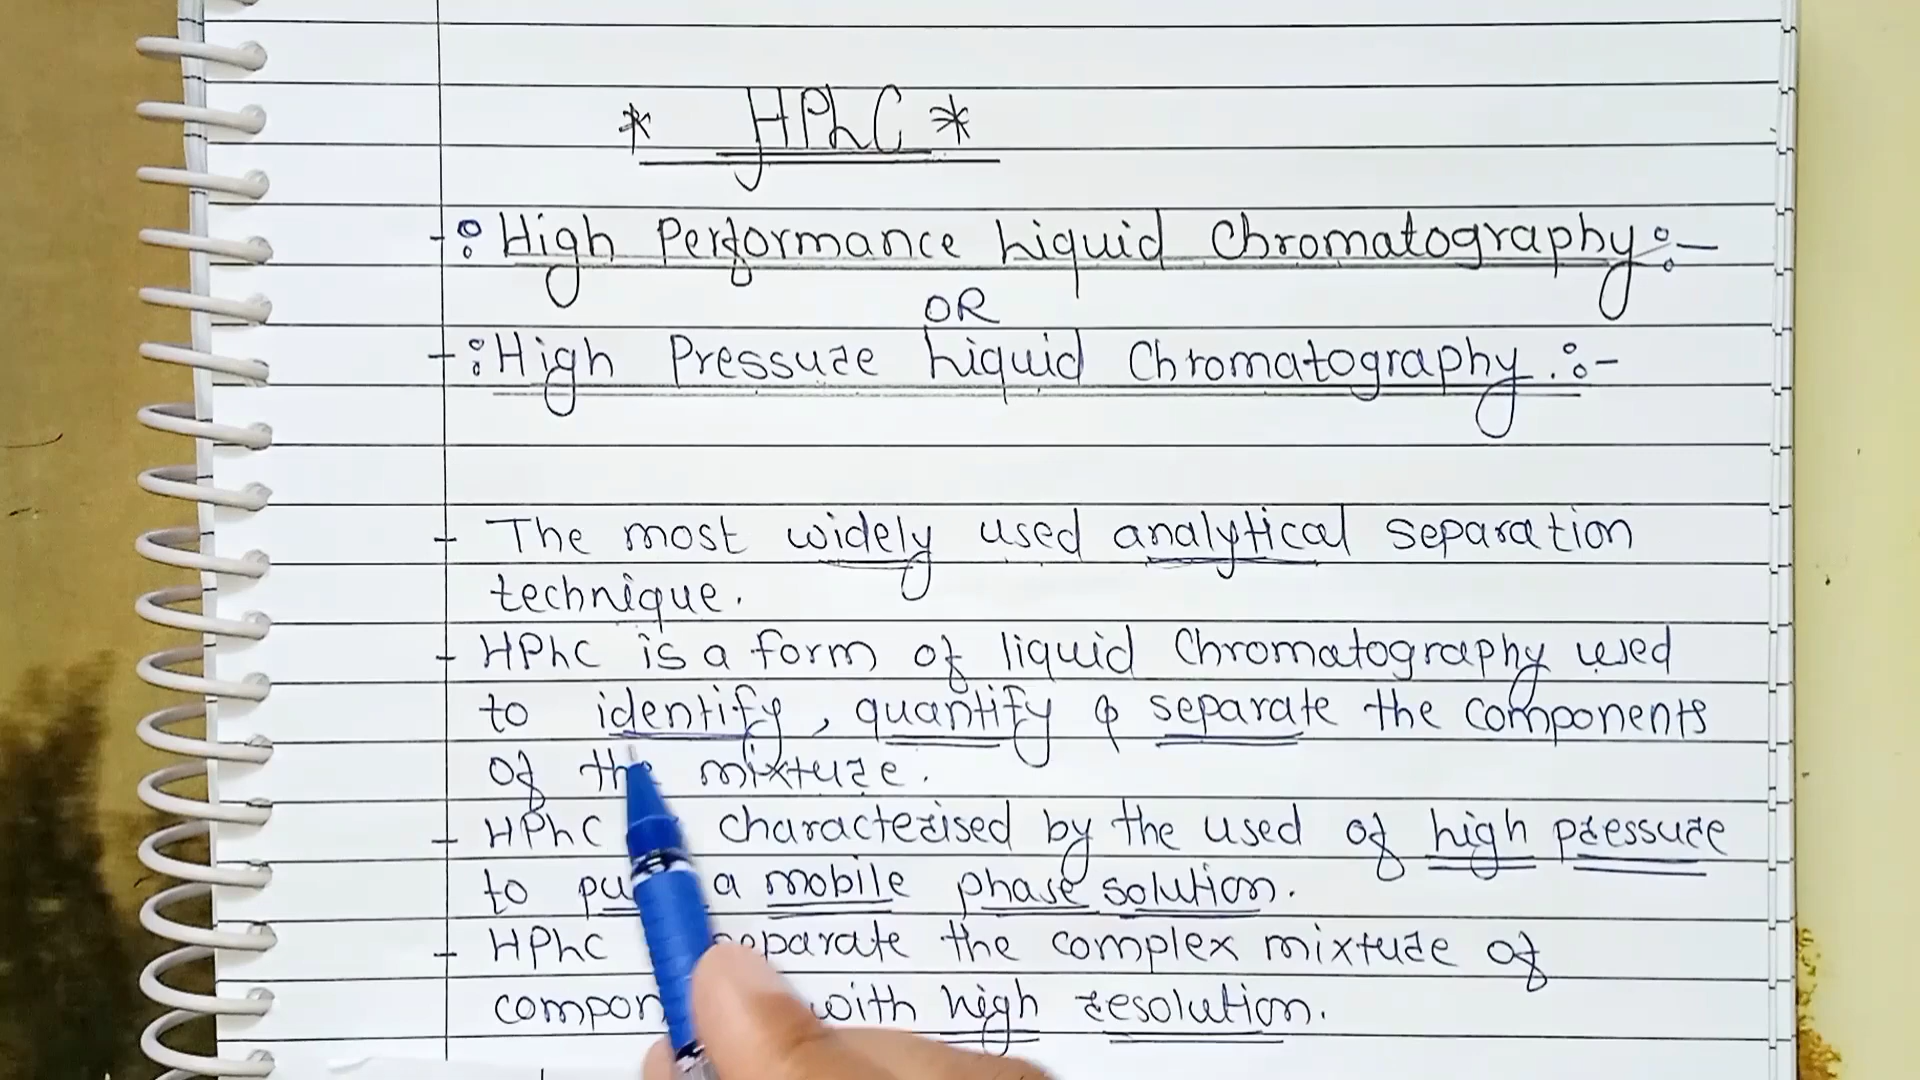 * HPLC *
-: High Performance Liquid Chromatography :-
OR
-: High Pressure Liquid Chromatography. :-
- The most widely used analytical separation
technique.
- HPLC is a form of liquid Chromatography used
to identify, quantify & separate the components
of the mixture.
- HPLC characterised by the used of high pressure
to a mobile phase solution.
- HPLC separate the complex mixture of
with high resolution.